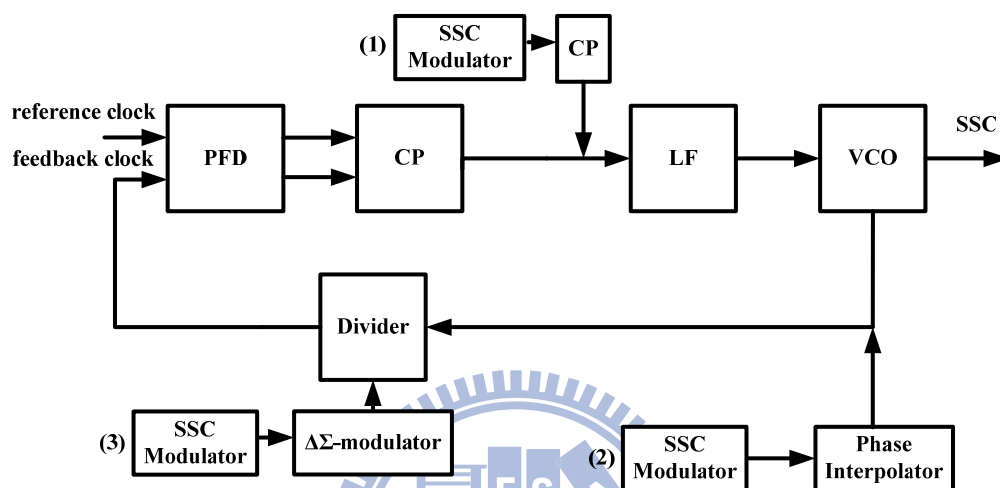 (1)
SSC
Modulator
CP
reference clock
feedback clock
PFD
CP
LF
VCO
SSC
Divider
(3)
SSC
Modulator
ΔΣ-modulator
(2)
SSC
Modulator
Phase
Interpolator